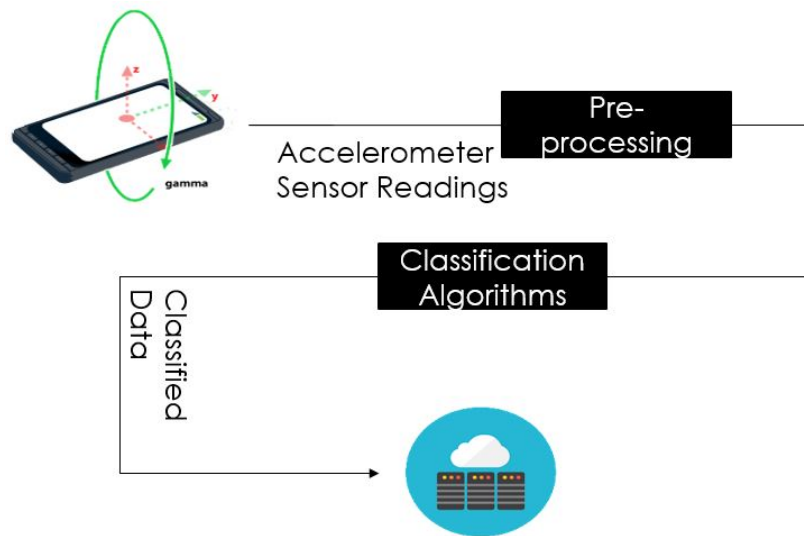 z
y
gamma
Pre-
processing
Accelerometer
Sensor Readings
Classification
Algorithms
Classified
Data